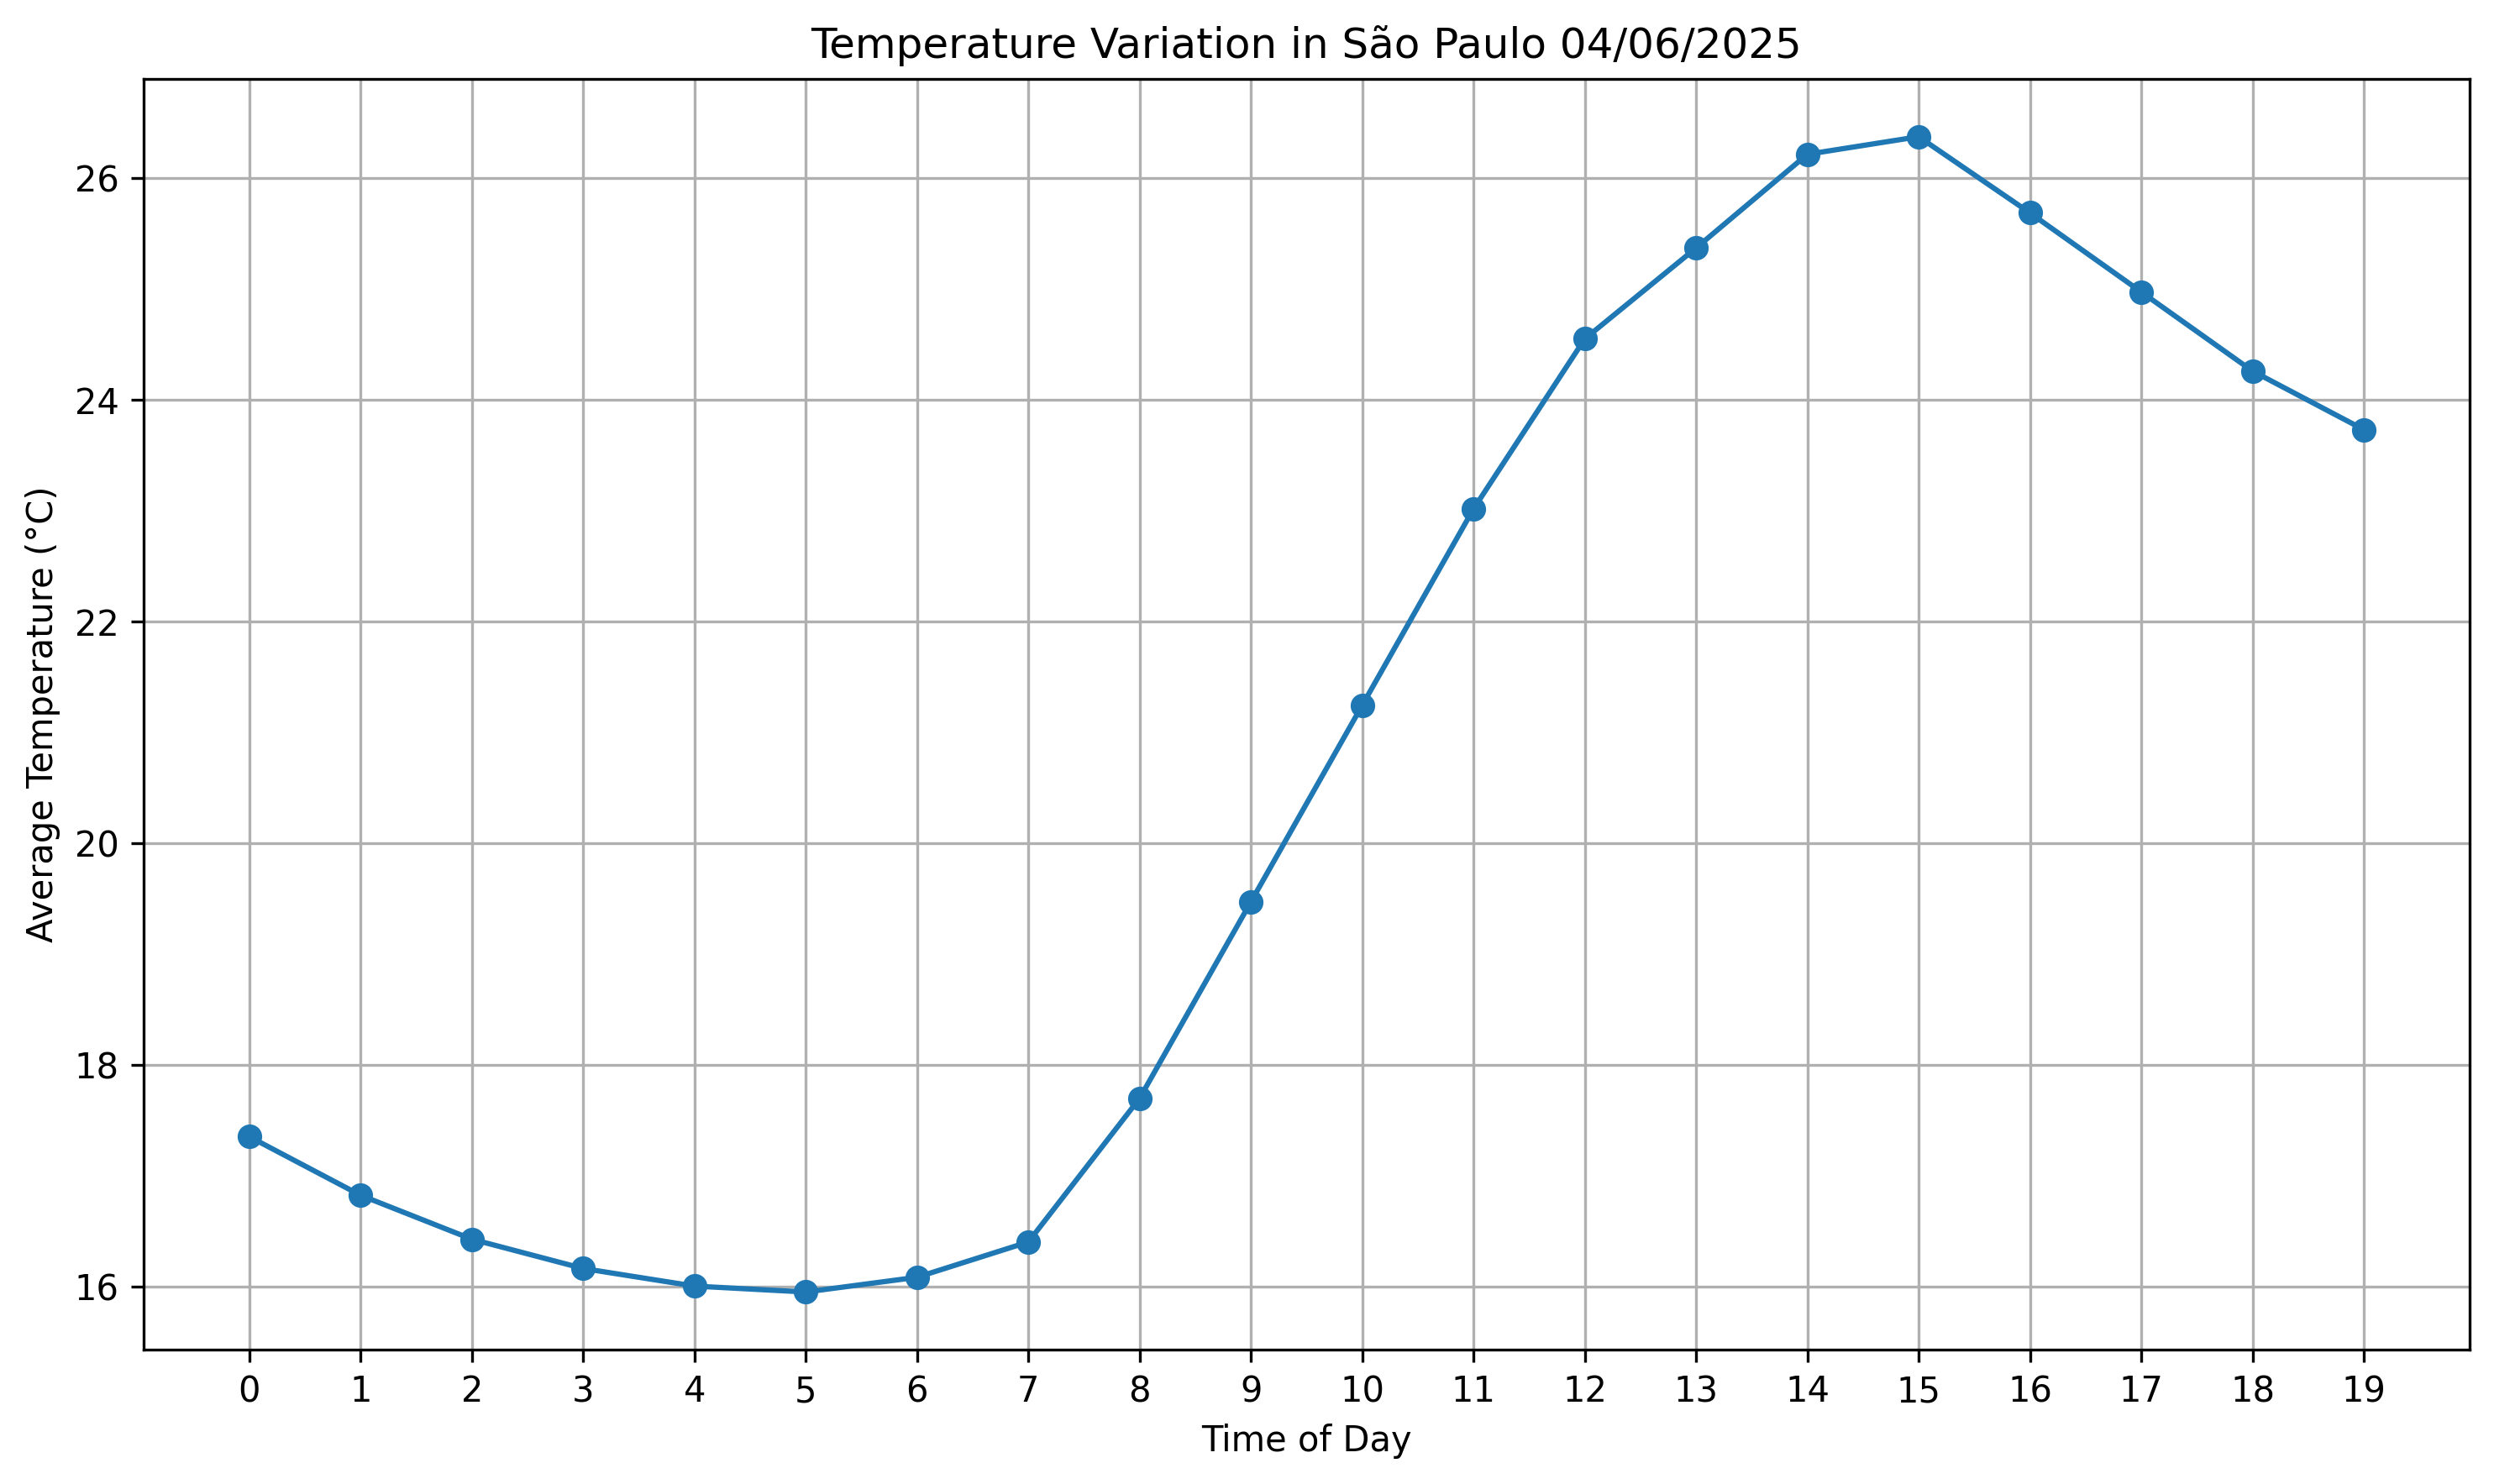 Temperature Variation in São Paulo 04/06/2025
Average Temperature (°C)
26
24
22
20
18
16
0 1 2 3 4 5 6 7 8 9 10 11 12 13 14 15 16 17 18 19
Time of Day